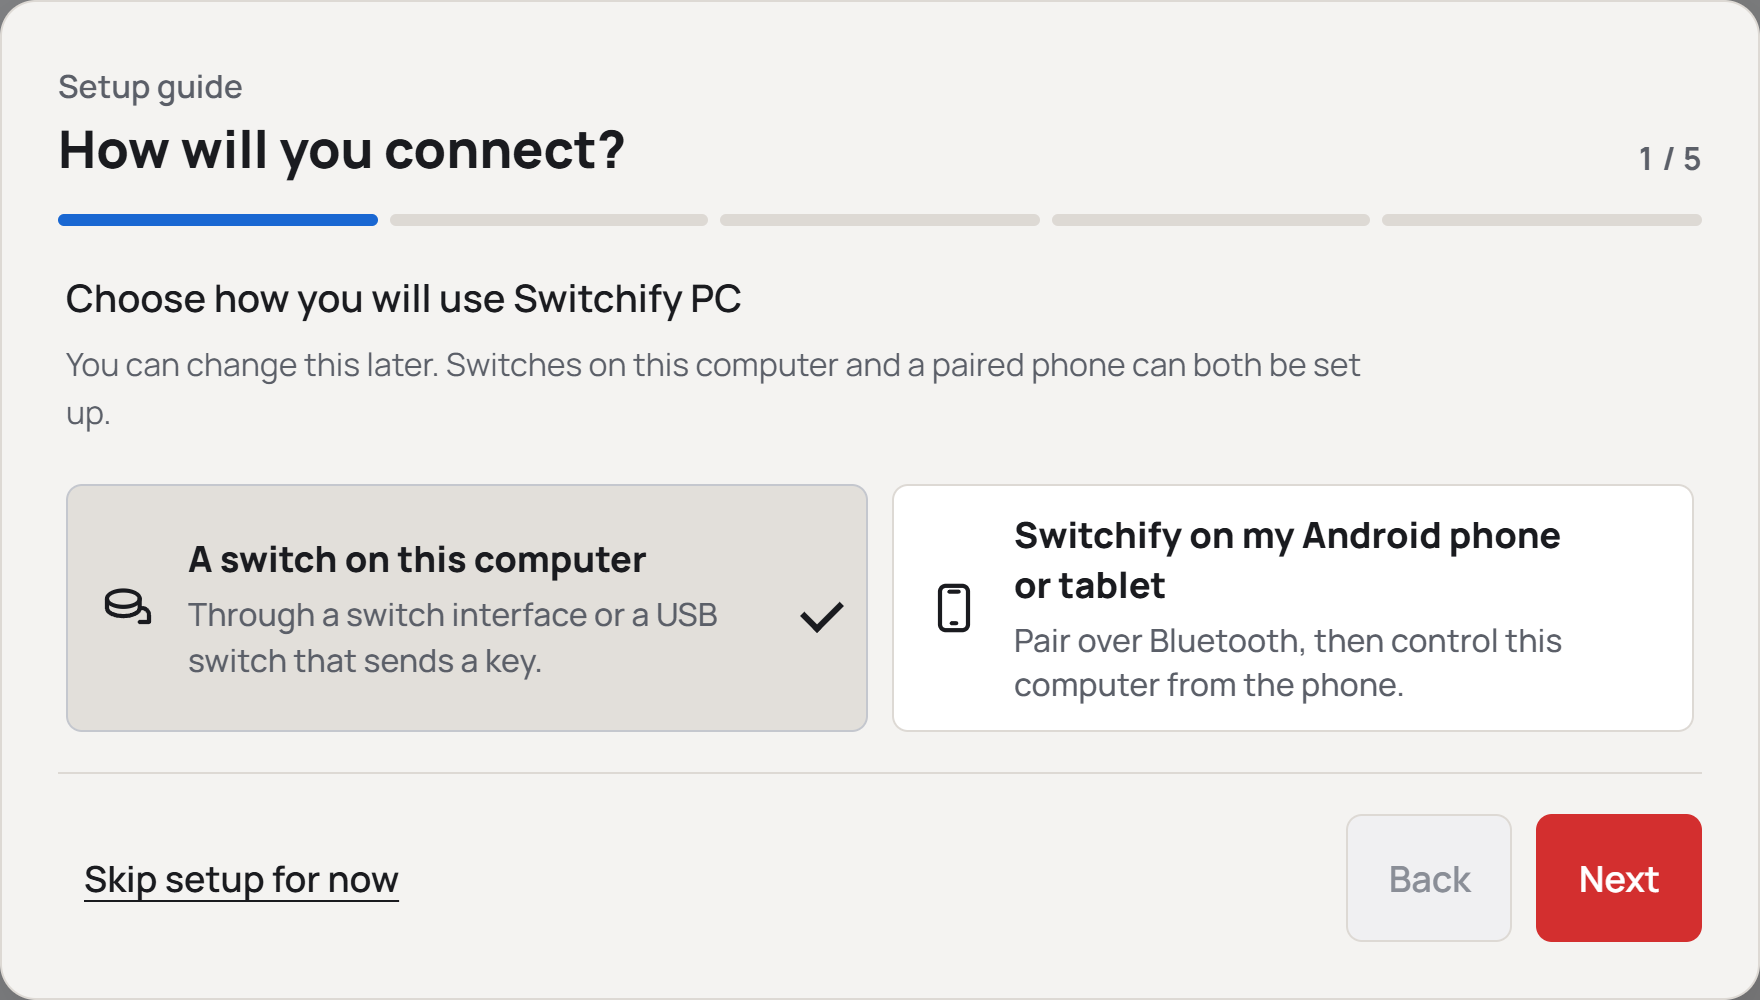 Setup guide
How will you connect?
1 / 5
Choose how you will use Switchify PC
You can change this later. Switches on this computer and a paired phone can both be set
up.
A switch on this computer
Through a switch interface or a USB
switch that sends a key.
Switchify on my Android phone
or tablet
Pair over Bluetooth, then control this
computer from the phone.
Skip setup for now
Back
Next